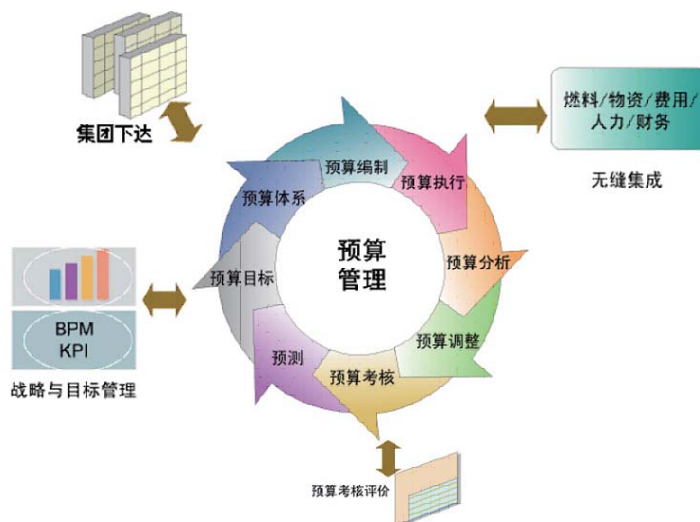 集团下达
燃料/物资/费用/
人力/财务
无缝集成
预算编制
预算执行
预算体系
预算
管理
预算分析
预算目标
预算调整
预测
预算考核
BPM
KPI
战略与目标管理
预算考核评价